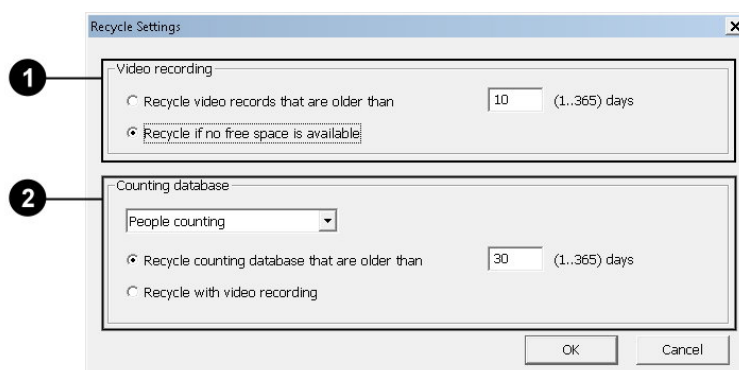 Recycle Settings
1
Video recording
Recycle video records that are older than 10 (1..365) days
Recycle if no free space is available
2
Counting database
People counting
Recycle counting database that are older than 30 (1..365) days
Recycle with video recording
OK Cancel